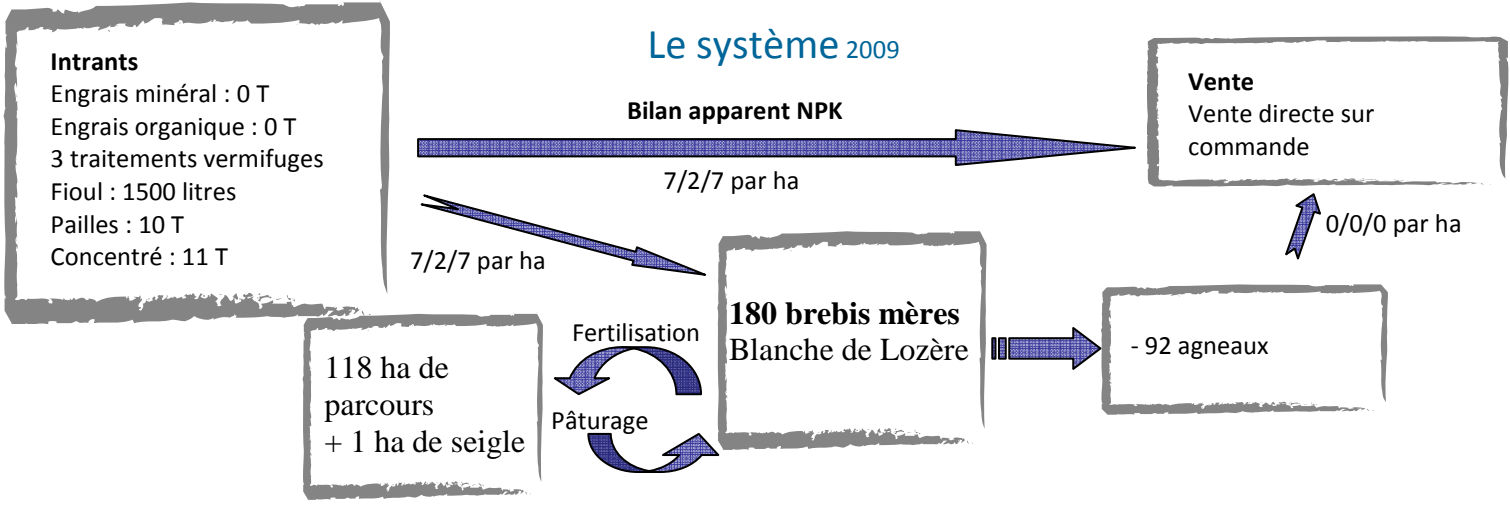 Le système 2009
Intrants
Engrais minéral : 0 T
Engrais organique : 0 T
3 traitements vermifuges
Fioul : 1500 litres
Pailles : 10 T
Concentré : 11 T
Bilan apparent NPK
7/2/7 par ha
Vente
Vente directe sur
commande
7/2/7 par ha
0/0/0 par ha
118 ha de
parcours
+ 1 ha de seigle
Fertilisation
Pâturage
180 brebis mères
Blanche de Lozère
- 92 agneaux